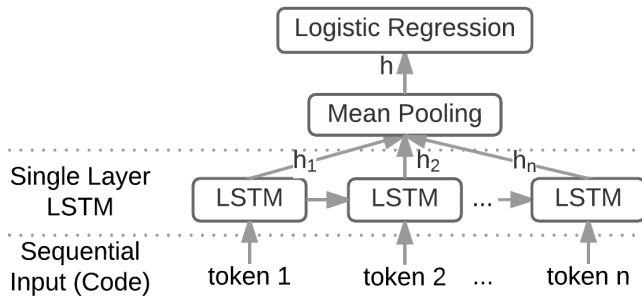 Logistic Regression
h
Mean Pooling
h1 h2 hn
Single Layer
LSTM
LSTM LSTM ... LSTM
Sequential
Input (Code)
token 1 token 2 ... token n